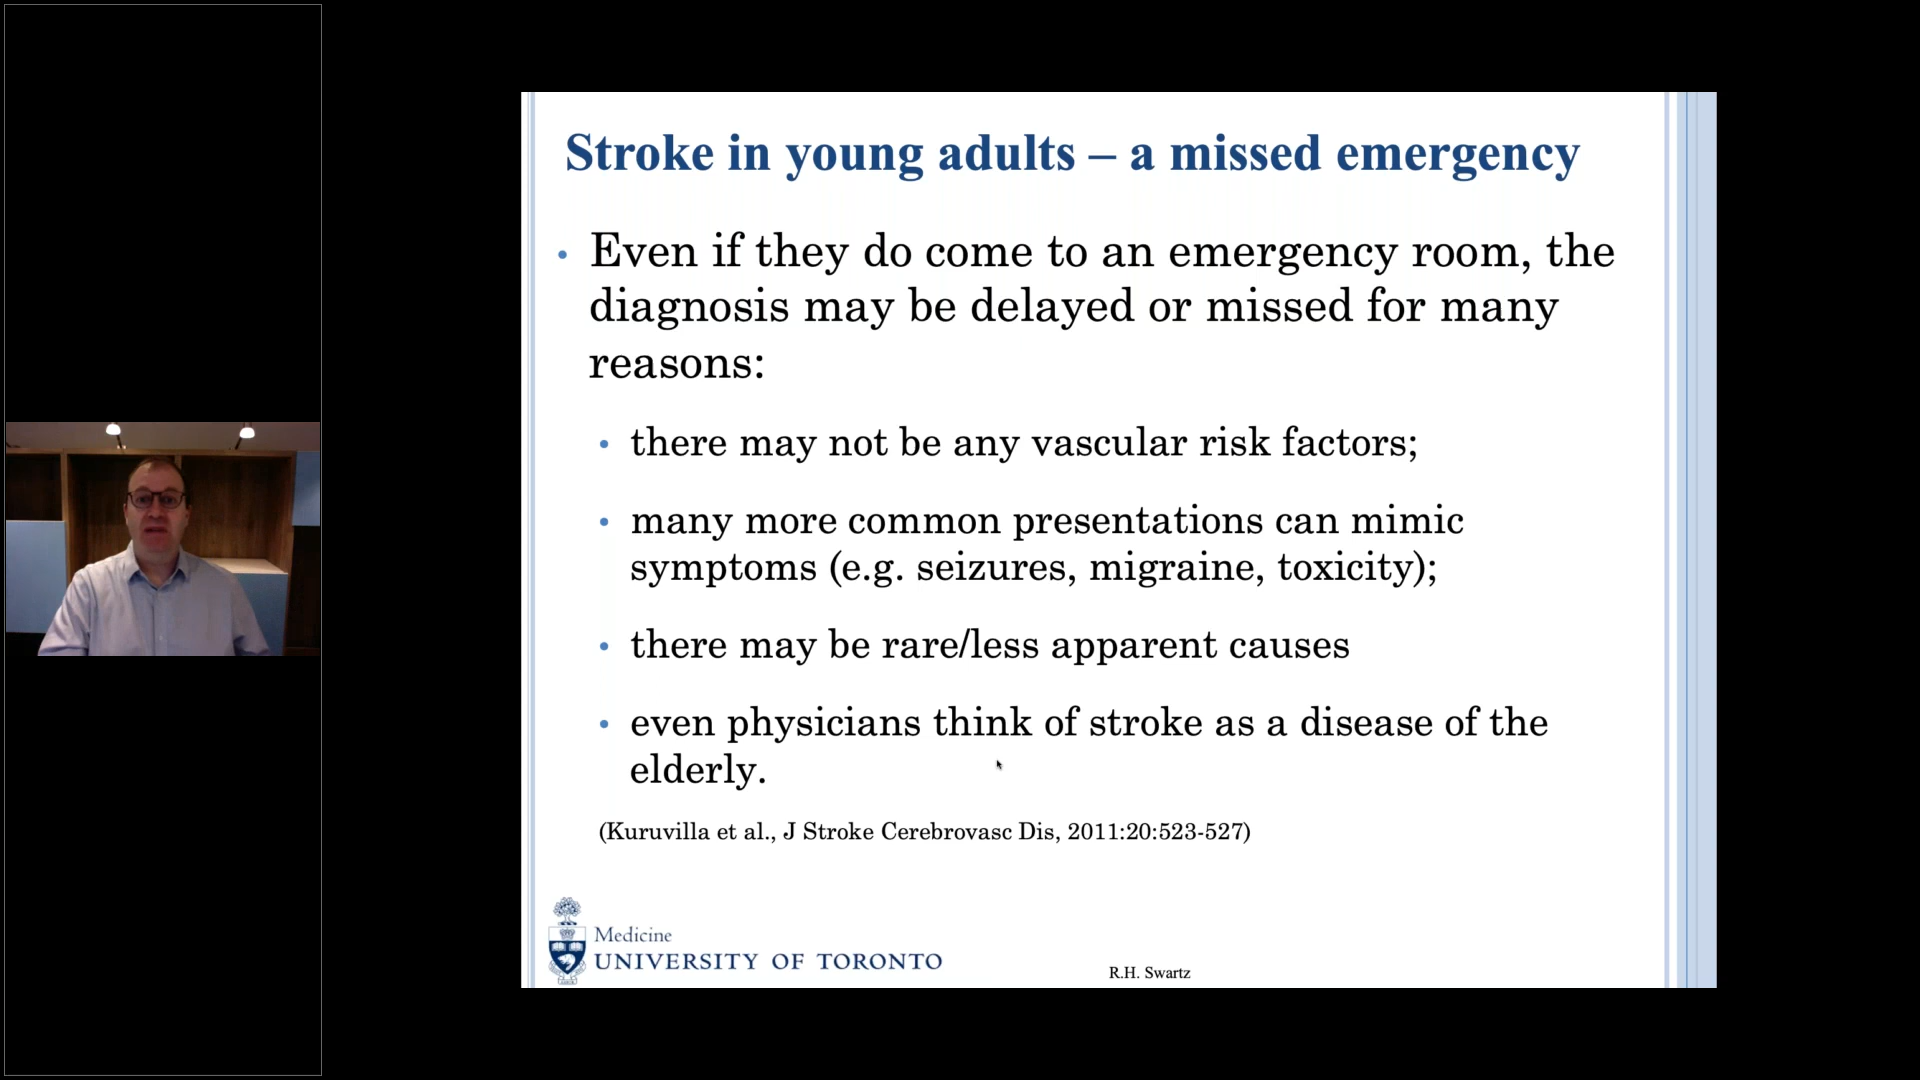 Stroke in young adults – a missed emergency
• Even if they do come to an emergency room, the
diagnosis may be delayed or missed for many
reasons:
• there may not be any vascular risk factors;
• many more common presentations can mimic
symptoms (e.g. seizures, migraine, toxicity);
• there may be rare/less apparent causes
• even physicians think of stroke as a disease of the
elderly.
(Kuruvilla et al., J Stroke Cerebrovasc Dis, 2011:20:523-527)
Medicine
UNIVERSITY OF TORONTO
R.H. Swartz